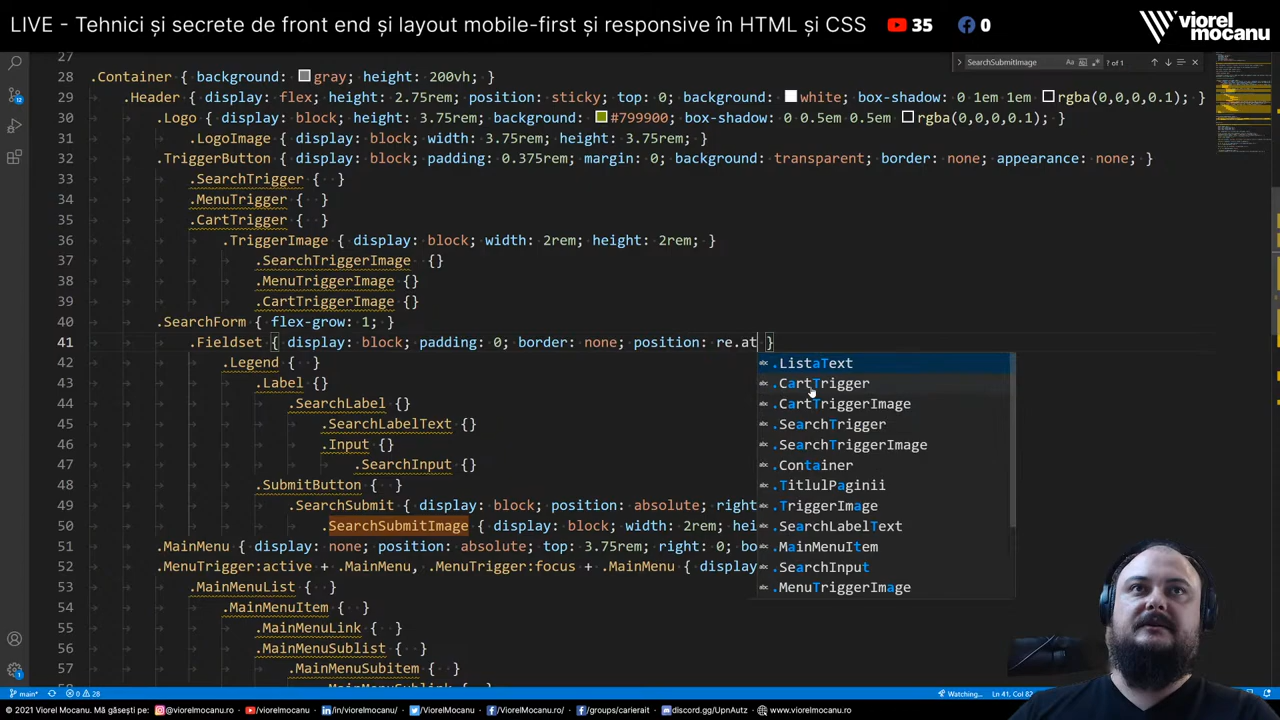 LIVE - Tehnici și secrete de front end și layout mobile-first și responsive în HTML și CSS
35
0
viorel
mocanu
SearchSubmitImage
Aa
? of 1
27
28 .Container { background: gray; height: 200vh; }
29 .Header { display: flex; height: 2.75rem; position: sticky; top: 0; background: white; box-shadow: 0 1em 1em rgba(0,0,0,0.1); }
30 .Logo { display: block; height: 3.75rem; background: #799900; box-shadow: 0 0.5em 0.5em rgba(0,0,0,0.1); }
31 .LogoImage { display: block; width: 3.75rem; height: 3.75rem; }
32 .TriggerButton { display: block; padding: 0.375rem; margin: 0; background: transparent; border: none; appearance: none; }
33 .SearchTrigger { }
34 .MenuTrigger { }
35 .CartTrigger { }
36 .TriggerImage { display: block; width: 2rem; height: 2rem; }
37 .SearchTriggerImage {}
38 .MenuTriggerImage {}
39 .CartTriggerImage {}
40 .SearchForm { flex-grow: 1; }
41 .Fieldset { display: block; padding: 0; border: none; position: re.at }
42 .Legend { }
43 .Label {}
44 .SearchLabel {}
45 .SearchLabelText {}
46 .Input {}
47 .SearchInput {}
48 .SubmitButton { }
49 .SearchSubmit { display: block; position: absolute; right
50 .SearchSubmitImage { display: block; width: 2rem; hei
51 .MainMenu { display: none; position: absolute; top: 3.75rem; right: 0; bo
52 .MenuTrigger:active + .MainMenu, .MenuTrigger:focus + .MainMenu { display
53 .MainMenuList { }
54 .MainMenuItem { }
55 .MainMenuLink { }
56 .MainMenuSublist { }
57 .MainMenuSubitem { }
.MainMenuSublink { }
.ListaText
.CartTrigger
.CartTriggerImage
.SearchTrigger
.SearchTriggerImage
.Container
.TitlulPaginii
.TriggerImage
.SearchLabelText
.MainMenuItem
.SearchInput
.MenuTriggerImage
main*
0 28
Watching...
Ln 41, Col 82
© 2021 Viorel Mocanu. Mă găsești pe:
@viorelmocanu.ro
/viorelmocanu
/in/viorelmocanu/
/ViorelMocanu
/viorelmocanu.ro
/groups/carierait
discord.gg/UpnAutz
www.viorelmocanu.ro